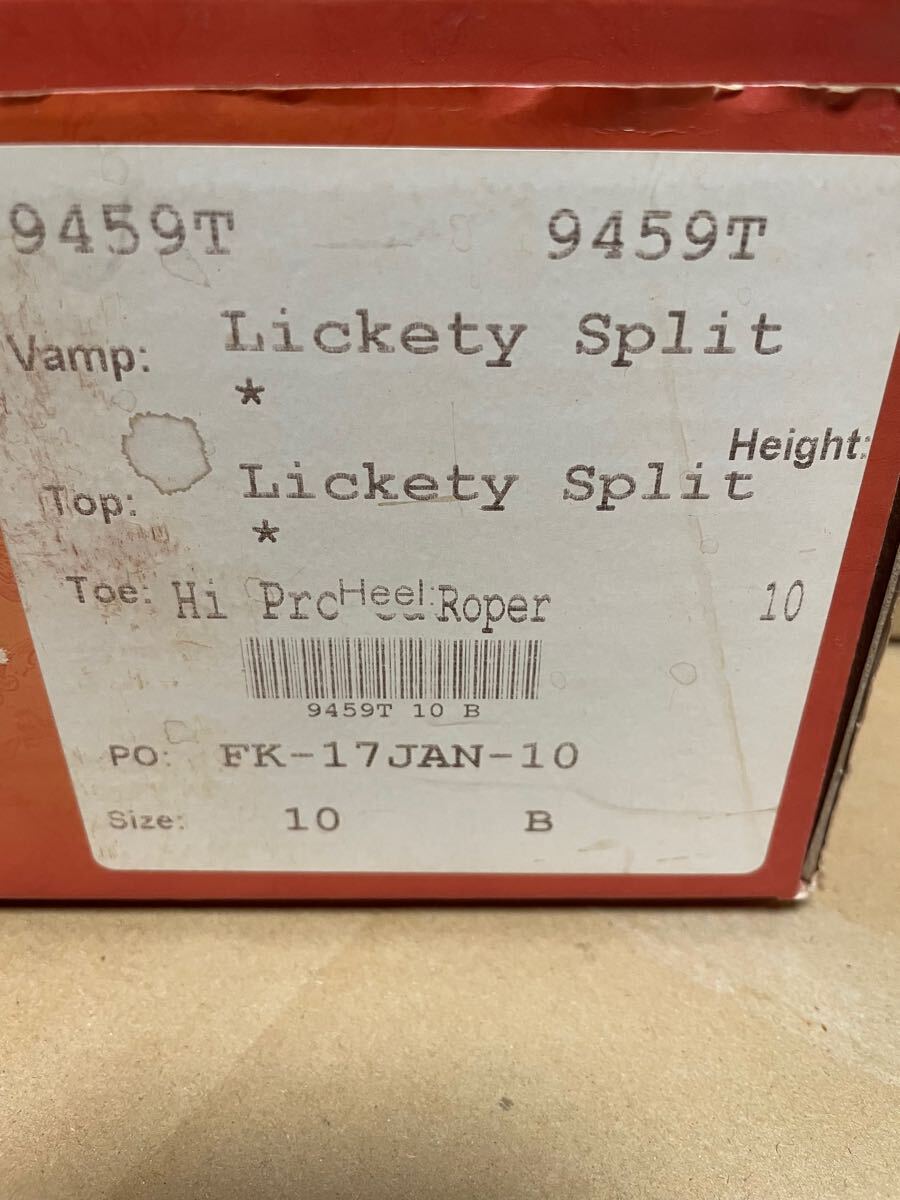 9459T 9459T
Vamp: Lickety Split
*
Height:
Top: Lickety Split
*
Toe: Hi Heel: Roper 10
9459T 10 B
PO: FK-17JAN-10
Size: 10 B